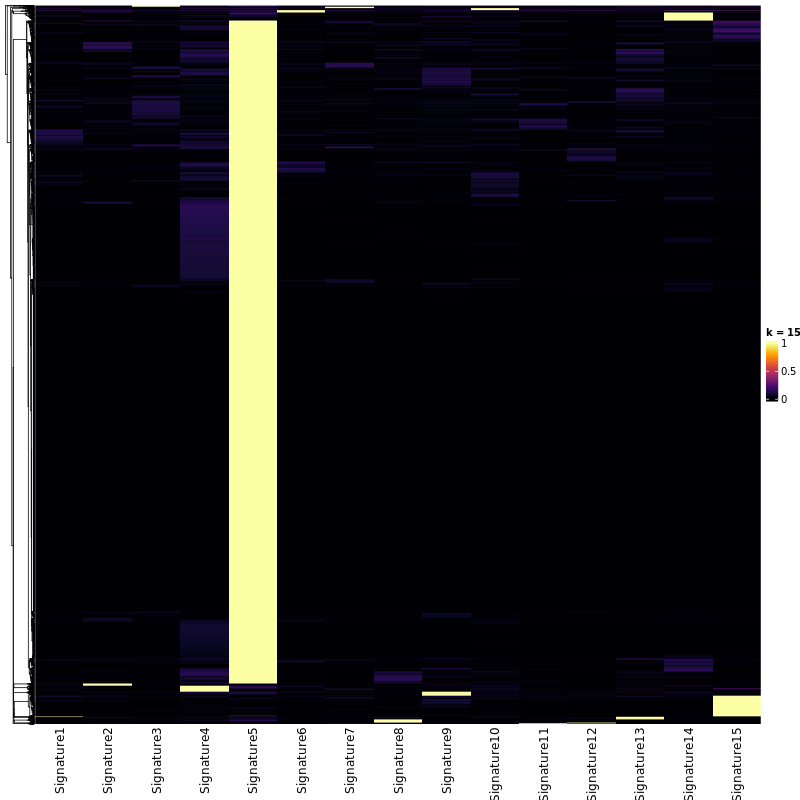 k = 15
1
0.5
0
Signature1
Signature2
Signature3
Signature4
Signature5
Signature6
Signature7
Signature8
Signature9
Signature10
Signature11
Signature12
Signature13
Signature14
Signature15